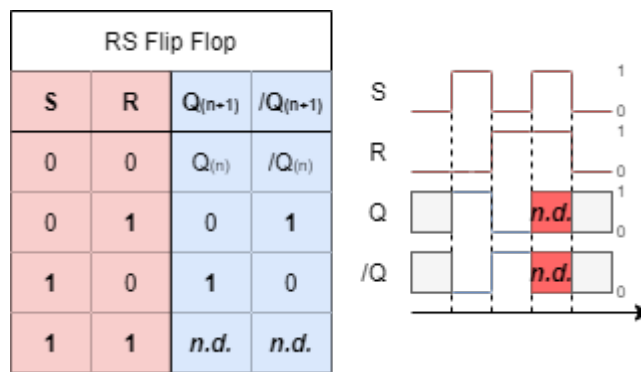 RS Flip Flop
S R Q(n+1) /Q(n+1)
0 0 Q(n) /Q(n)
0 1 0 1
1 0 1 0
1 1 n.d. n.d.
S 1 0
R 1 0
Q n.d. 1 0
/Q n.d. 0